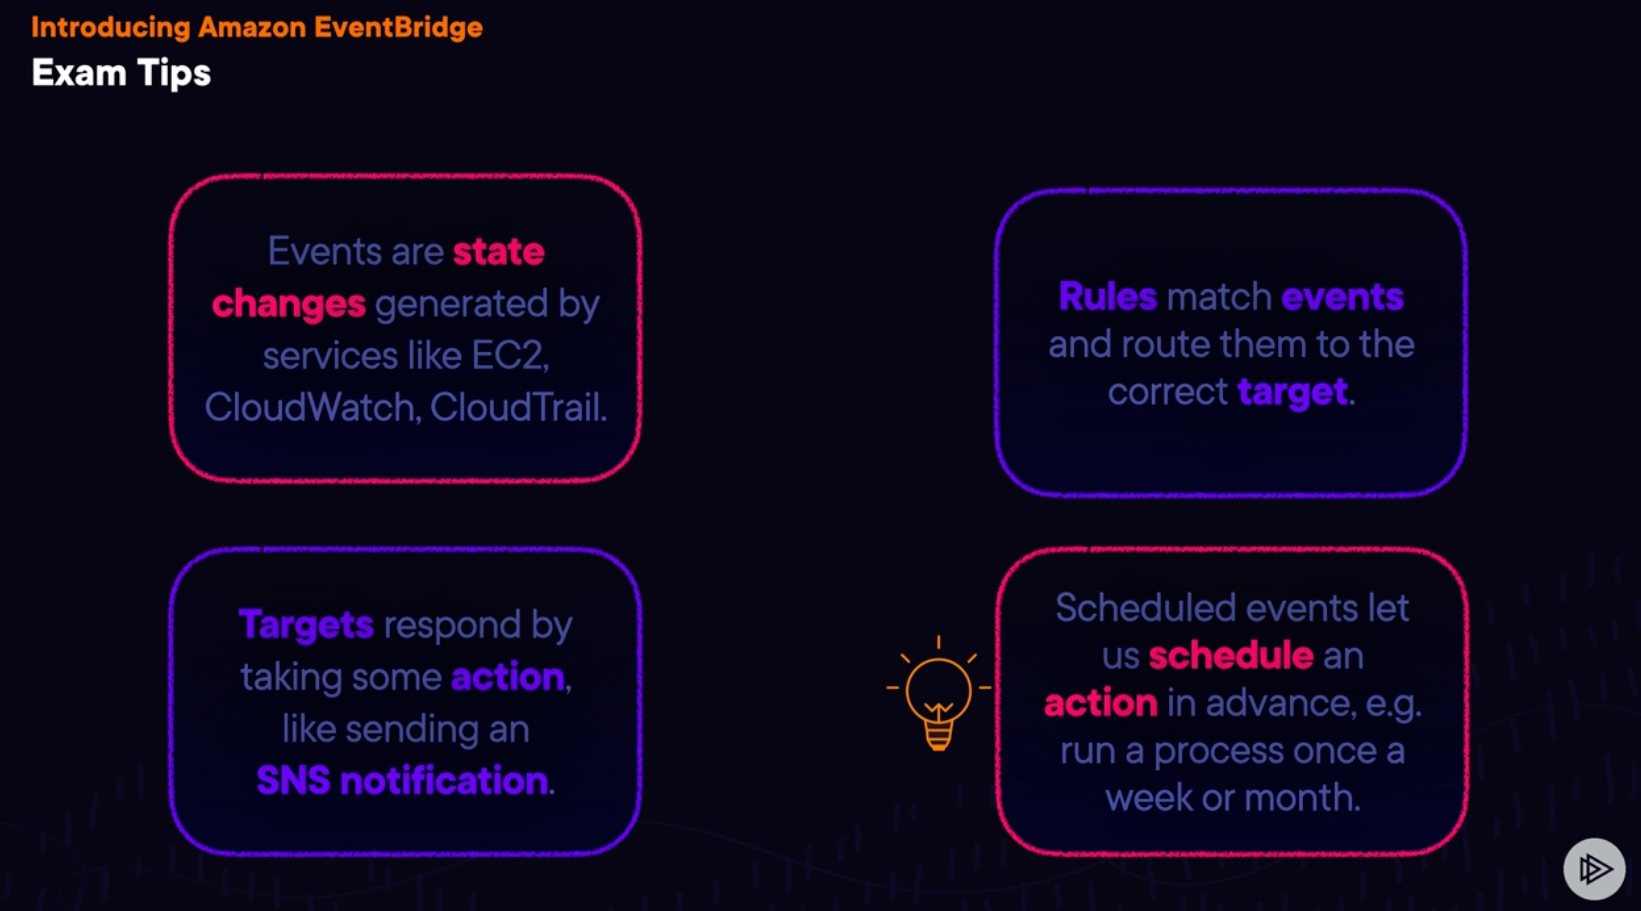 Introducing Amazon EventBridge
Exam Tips
Events are state
changes generated by
services like EC2,
CloudWatch, CloudTrail.
Rules match events
and route them to the
correct target.
Targets respond by
taking some action,
like sending an
SNS notification.
Scheduled events let
us schedule an
action in advance, e.g.
run a process once a
week or month.